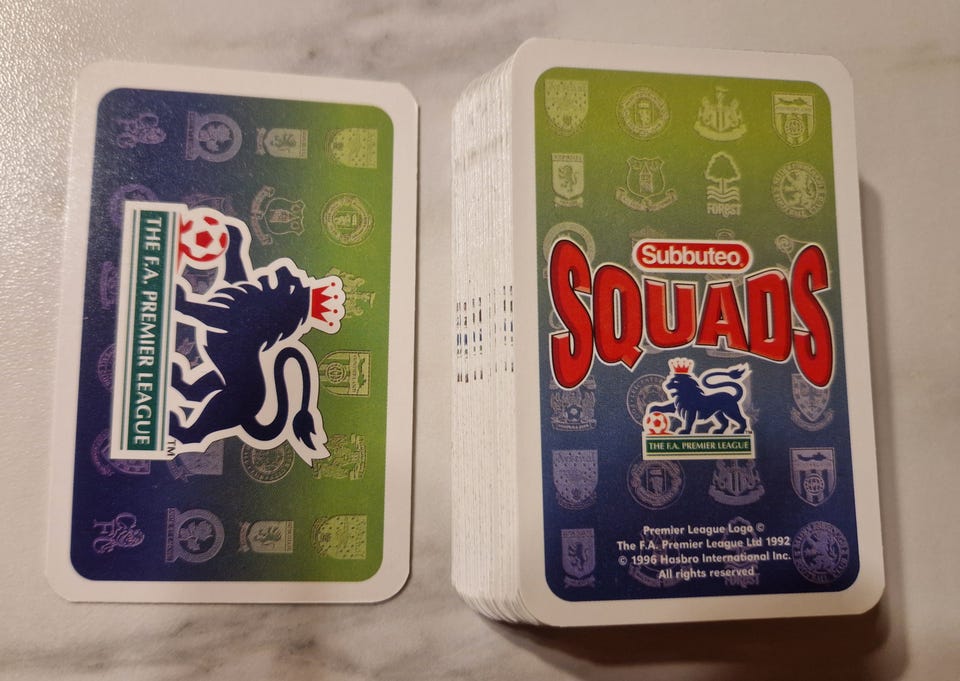 THE F.A. PREMIER LEAGUE
TM
FOREST
Subbuteo
SQUADS
THE F.A. PREMIER LEAGUE
Premier League Logo ©
The F.A. Premier League Ltd 1992
© 1996 Hasbro International Inc.
All rights reserved